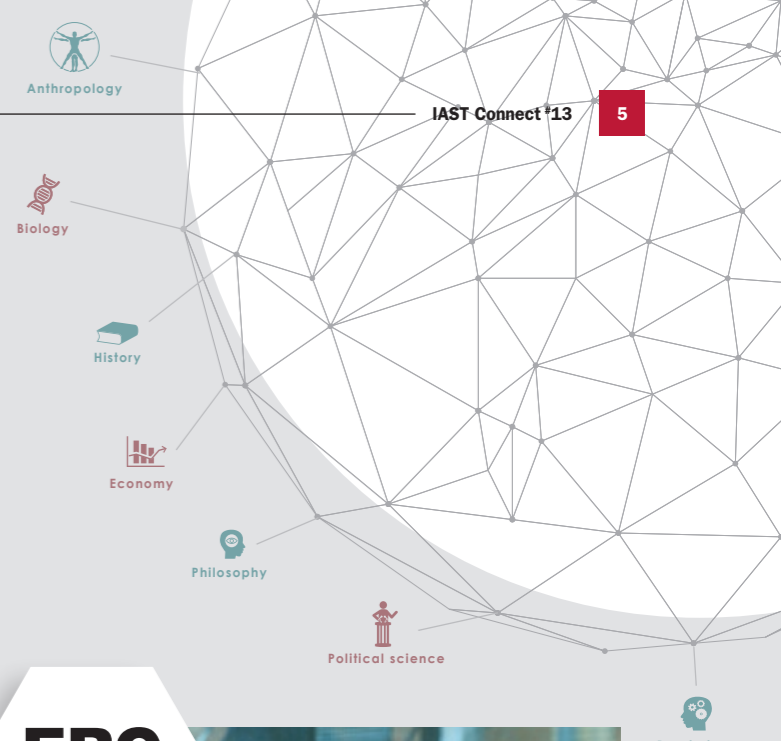 Anthropology
IAST Connect #13
5
Biology
History
Economy
Philosophy
Political science